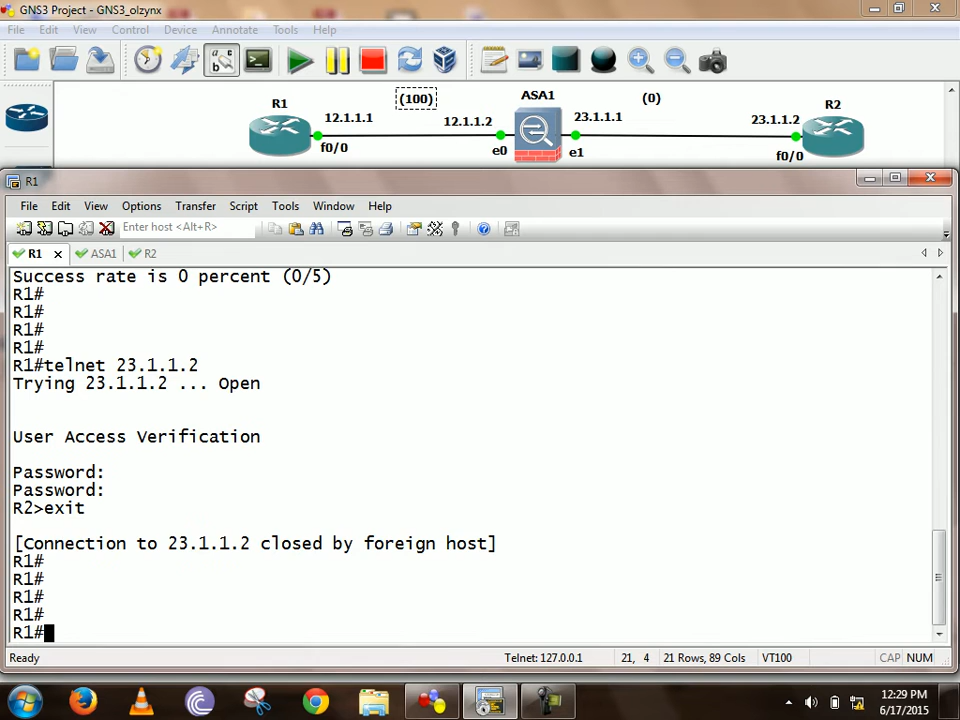 GNS3 Project - GNS3_olzynx
File Edit View Control Device Annotate Tools Help
R1 (100) ASA1 (0) R2
12.1.1.1 12.1.1.2 23.1.1.1 23.1.1.2
f0/0 e0 e1 f0/0
R1
File Edit View Options Transfer Script Tools Window Help
Enter host <Alt+R>
R1 ASA1 R2
Success rate is 0 percent (0/5)
R1#
R1#
R1#
R1#
R1#telnet 23.1.1.2
Trying 23.1.1.2 ... Open
User Access Verification
Password:
Password:
R2>exit
[Connection to 23.1.1.2 closed by foreign host]
R1#
R1#
R1#
R1#
R1#
Ready Telnet: 127.0.0.1 21, 4 21 Rows, 89 Cols VT100 CAP NUM
12:29 PM
6/17/2015